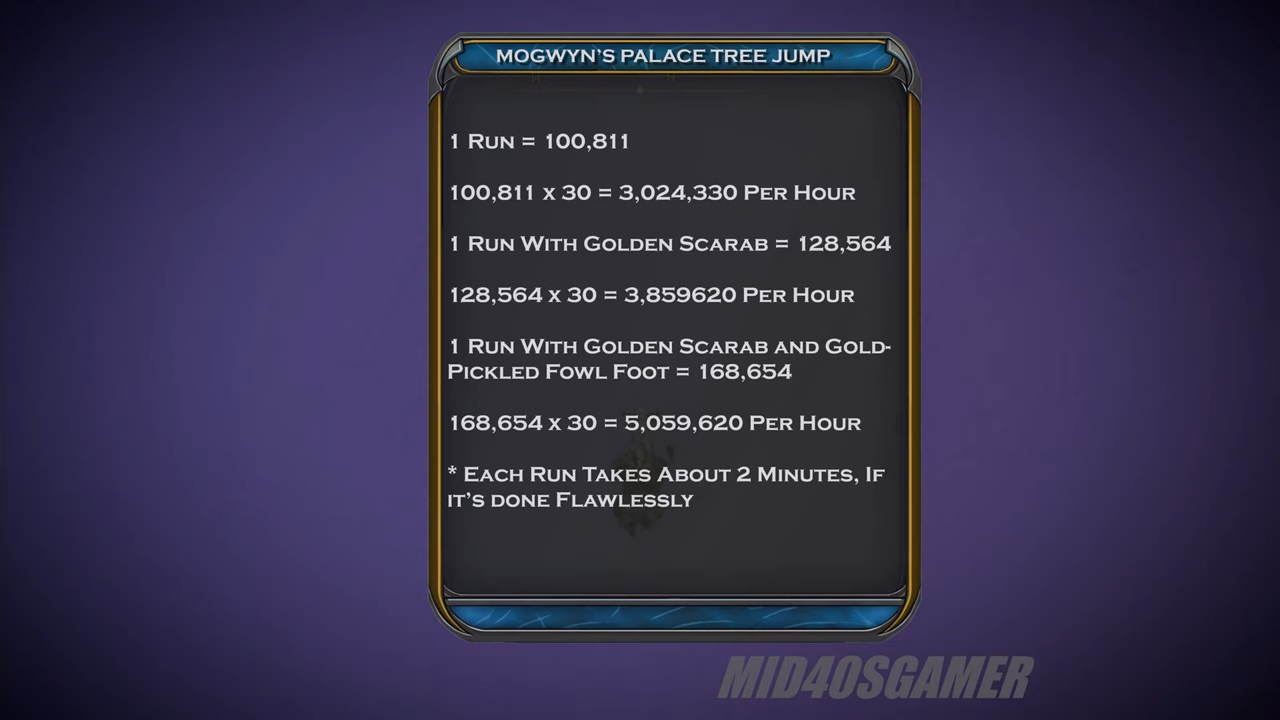 MOGWYN'S PALACE TREE JUMP
1 RUN = 100,811
100,811 X 30 = 3,024,330 PER HOUR
1 RUN WITH GOLDEN SCARAB = 128,564
128,564 X 30 = 3,859620 PER HOUR
1 RUN WITH GOLDEN SCARAB AND GOLD-
PICKLED FOWL FOOT = 168,654
168,654 X 30 = 5,059,620 PER HOUR
* EACH RUN TAKES ABOUT 2 MINUTES, IF
IT'S DONE FLAWLESSLY
MID40SGAMER